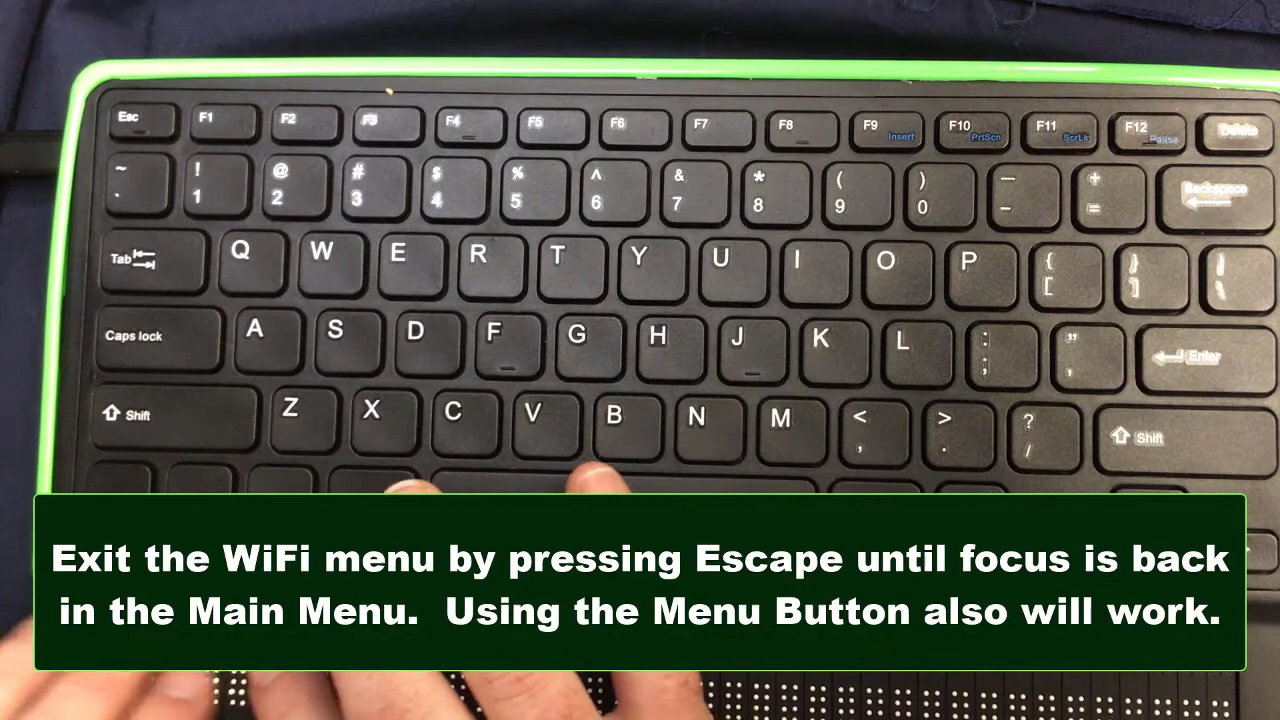 Esc F1 F2 F3 F4 F5 F6 F7 F8 F9 Insert F10 PrtScn F11 ScrLk F12 Pause Delete
~ ` ! 1 @ 2 # 3 $ 4 % 5 ^ 6 & 7 * 8 ( 9 ) 0 — - + = Backspace
Tab Q W E R T Y U I O P { [ } ] | \
Caps lock A S D F G H J K L : ; " ' Enter
Shift Z X C V B N M < , > . ? / Shift
Exit the WiFi menu by pressing Escape until focus is back
in the Main Menu.  Using the Menu Button also will work.